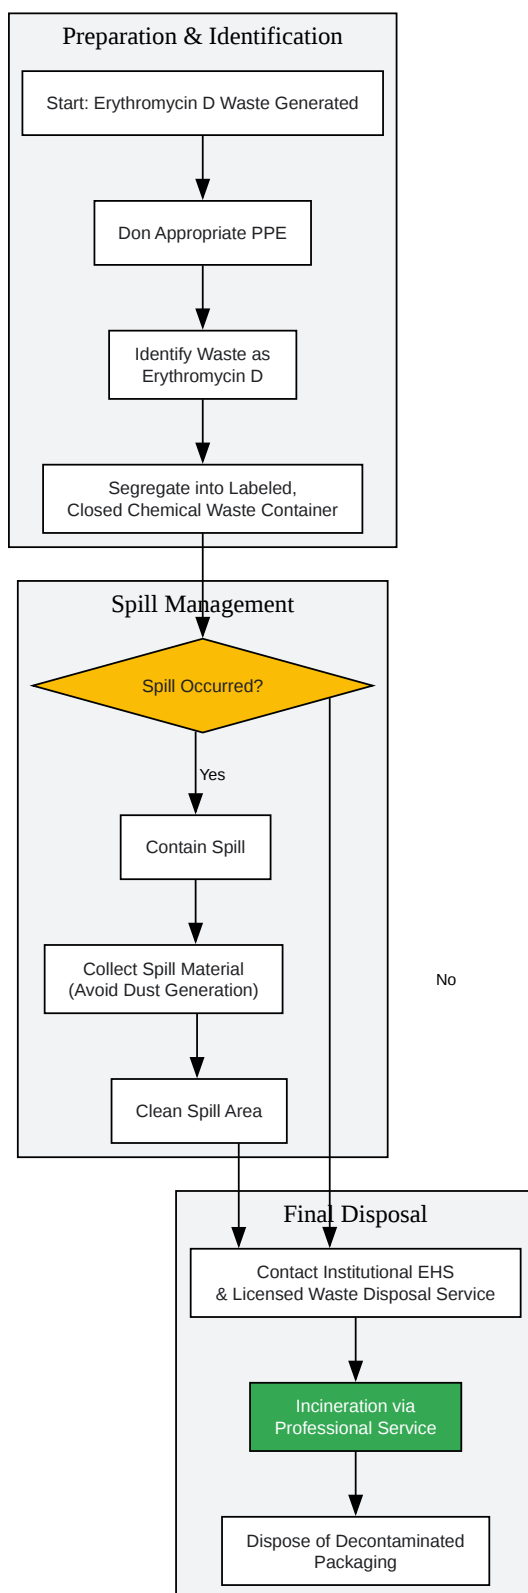 Preparation & Identification
Start: Erythromycin D Waste Generated
Don Appropriate PPE
Identify Waste as
Erythromycin D
Segregate into Labeled,
Closed Chemical Waste Container
Spill Management
Spill Occurred?
Yes
Contain Spill
Collect Spill Material
(Avoid Dust Generation)
No
Clean Spill Area
Final Disposal
Contact Institutional EHS
& Licensed Waste Disposal Service
Incineration via
Professional Service
Dispose of Decontaminated
Packaging